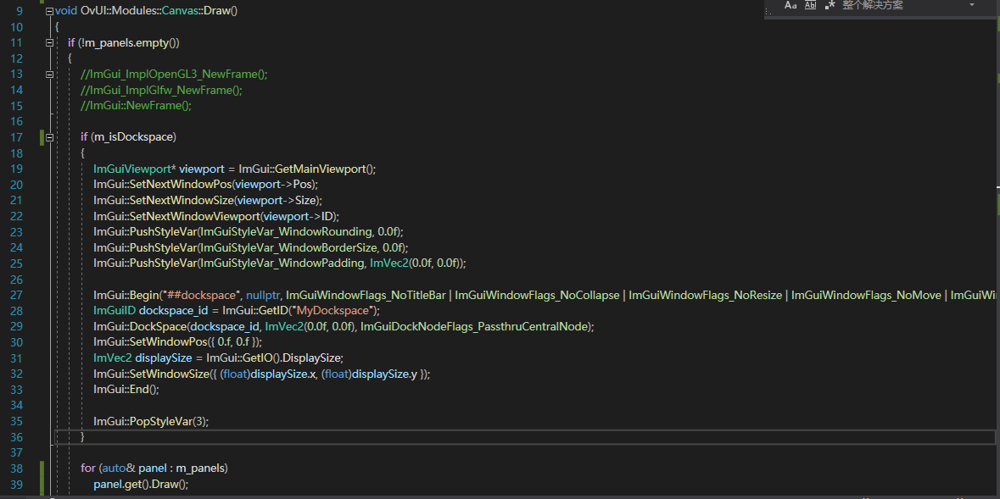 Aa Ab .* 整个解决方案
9 void OvUI::Modules::Canvas::Draw()
10 {
11 if (!m_panels.empty())
12 {
13 //ImGui_ImplOpenGL3_NewFrame();
14 //ImGui_ImplGlfw_NewFrame();
15 //ImGui::NewFrame();
16
17 if (m_isDockspace)
18 {
19 ImGuiViewport* viewport = ImGui::GetMainViewport();
20 ImGui::SetNextWindowPos(viewport->Pos);
21 ImGui::SetNextWindowSize(viewport->Size);
22 ImGui::SetNextWindowViewport(viewport->ID);
23 ImGui::PushStyleVar(ImGuiStyleVar_WindowRounding, 0.0f);
24 ImGui::PushStyleVar(ImGuiStyleVar_WindowBorderSize, 0.0f);
25 ImGui::PushStyleVar(ImGuiStyleVar_WindowPadding, ImVec2(0.0f, 0.0f));
26
27 ImGui::Begin("##dockspace", nullptr, ImGuiWindowFlags_NoTitleBar | ImGuiWindowFlags_NoCollapse | ImGuiWindowFlags_NoResize | ImGuiWindowFlags_NoMove | ImGuiWi
28 ImGuiID dockspace_id = ImGui::GetID("MyDockspace");
29 ImGui::DockSpace(dockspace_id, ImVec2(0.0f, 0.0f), ImGuiDockNodeFlags_PassthruCentralNode);
30 ImGui::SetWindowPos({ 0.f, 0.f });
31 ImVec2 displaySize = ImGui::GetIO().DisplaySize;
32 ImGui::SetWindowSize({ (float)displaySize.x, (float)displaySize.y });
33 ImGui::End();
34
35 ImGui::PopStyleVar(3);
36 }
37
38 for (auto& panel : m_panels)
39 panel.get().Draw();